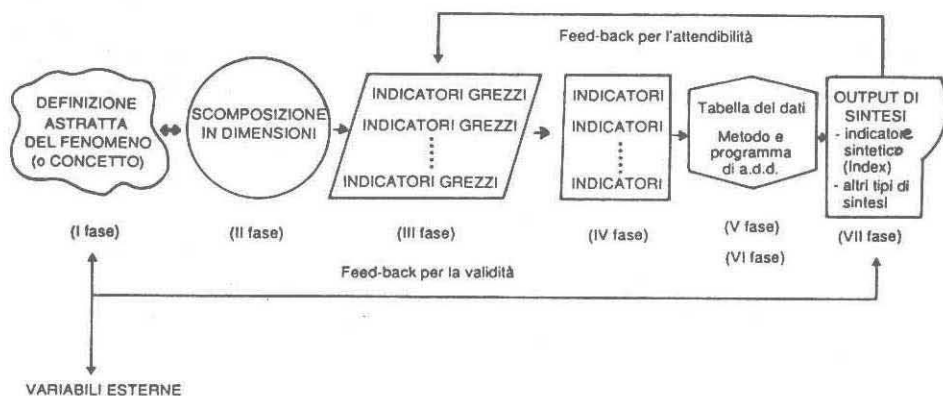 Feed-back per l'attendibilità
DEFINIZIONE
ASTRATTA
DEL FENOMENO
(o CONCETTO)
(I fase)
SCOMPOSIZIONE
IN DIMENSIONI
(II fase)
INDICATORI GREZZI
INDICATORI GREZZI
INDICATORI GREZZI
(III fase)
INDICATORI
INDICATORI
INDICATORI
(IV fase)
Tabella dei dati
Metodo e
programma
di a.d.d.
(V fase)
(VI fase)
OUTPUT DI
SINTESI
- indicatore
sintetico
(index)
- altri tipi di
sintesi
(VII fase)
Feed-back per la validità
VARIABILI ESTERNE